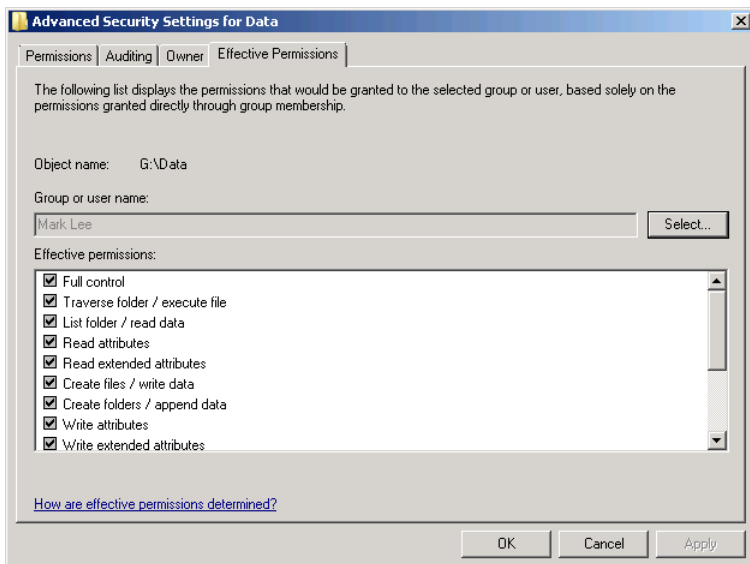 Advanced Security Settings for Data
Permissions Auditing Owner Effective Permissions
The following list displays the permissions that would be granted to the selected group or user, based solely on the
permissions granted directly through group membership.
Object name: G:\Data
Group or user name:
Mark Lee Select...
Effective permissions:
Full control
Traverse folder / execute file
List folder / read data
Read attributes
Read extended attributes
Create files / write data
Create folders / append data
Write attributes
Write extended attributes
How are effective permissions determined?
OK Cancel Apply